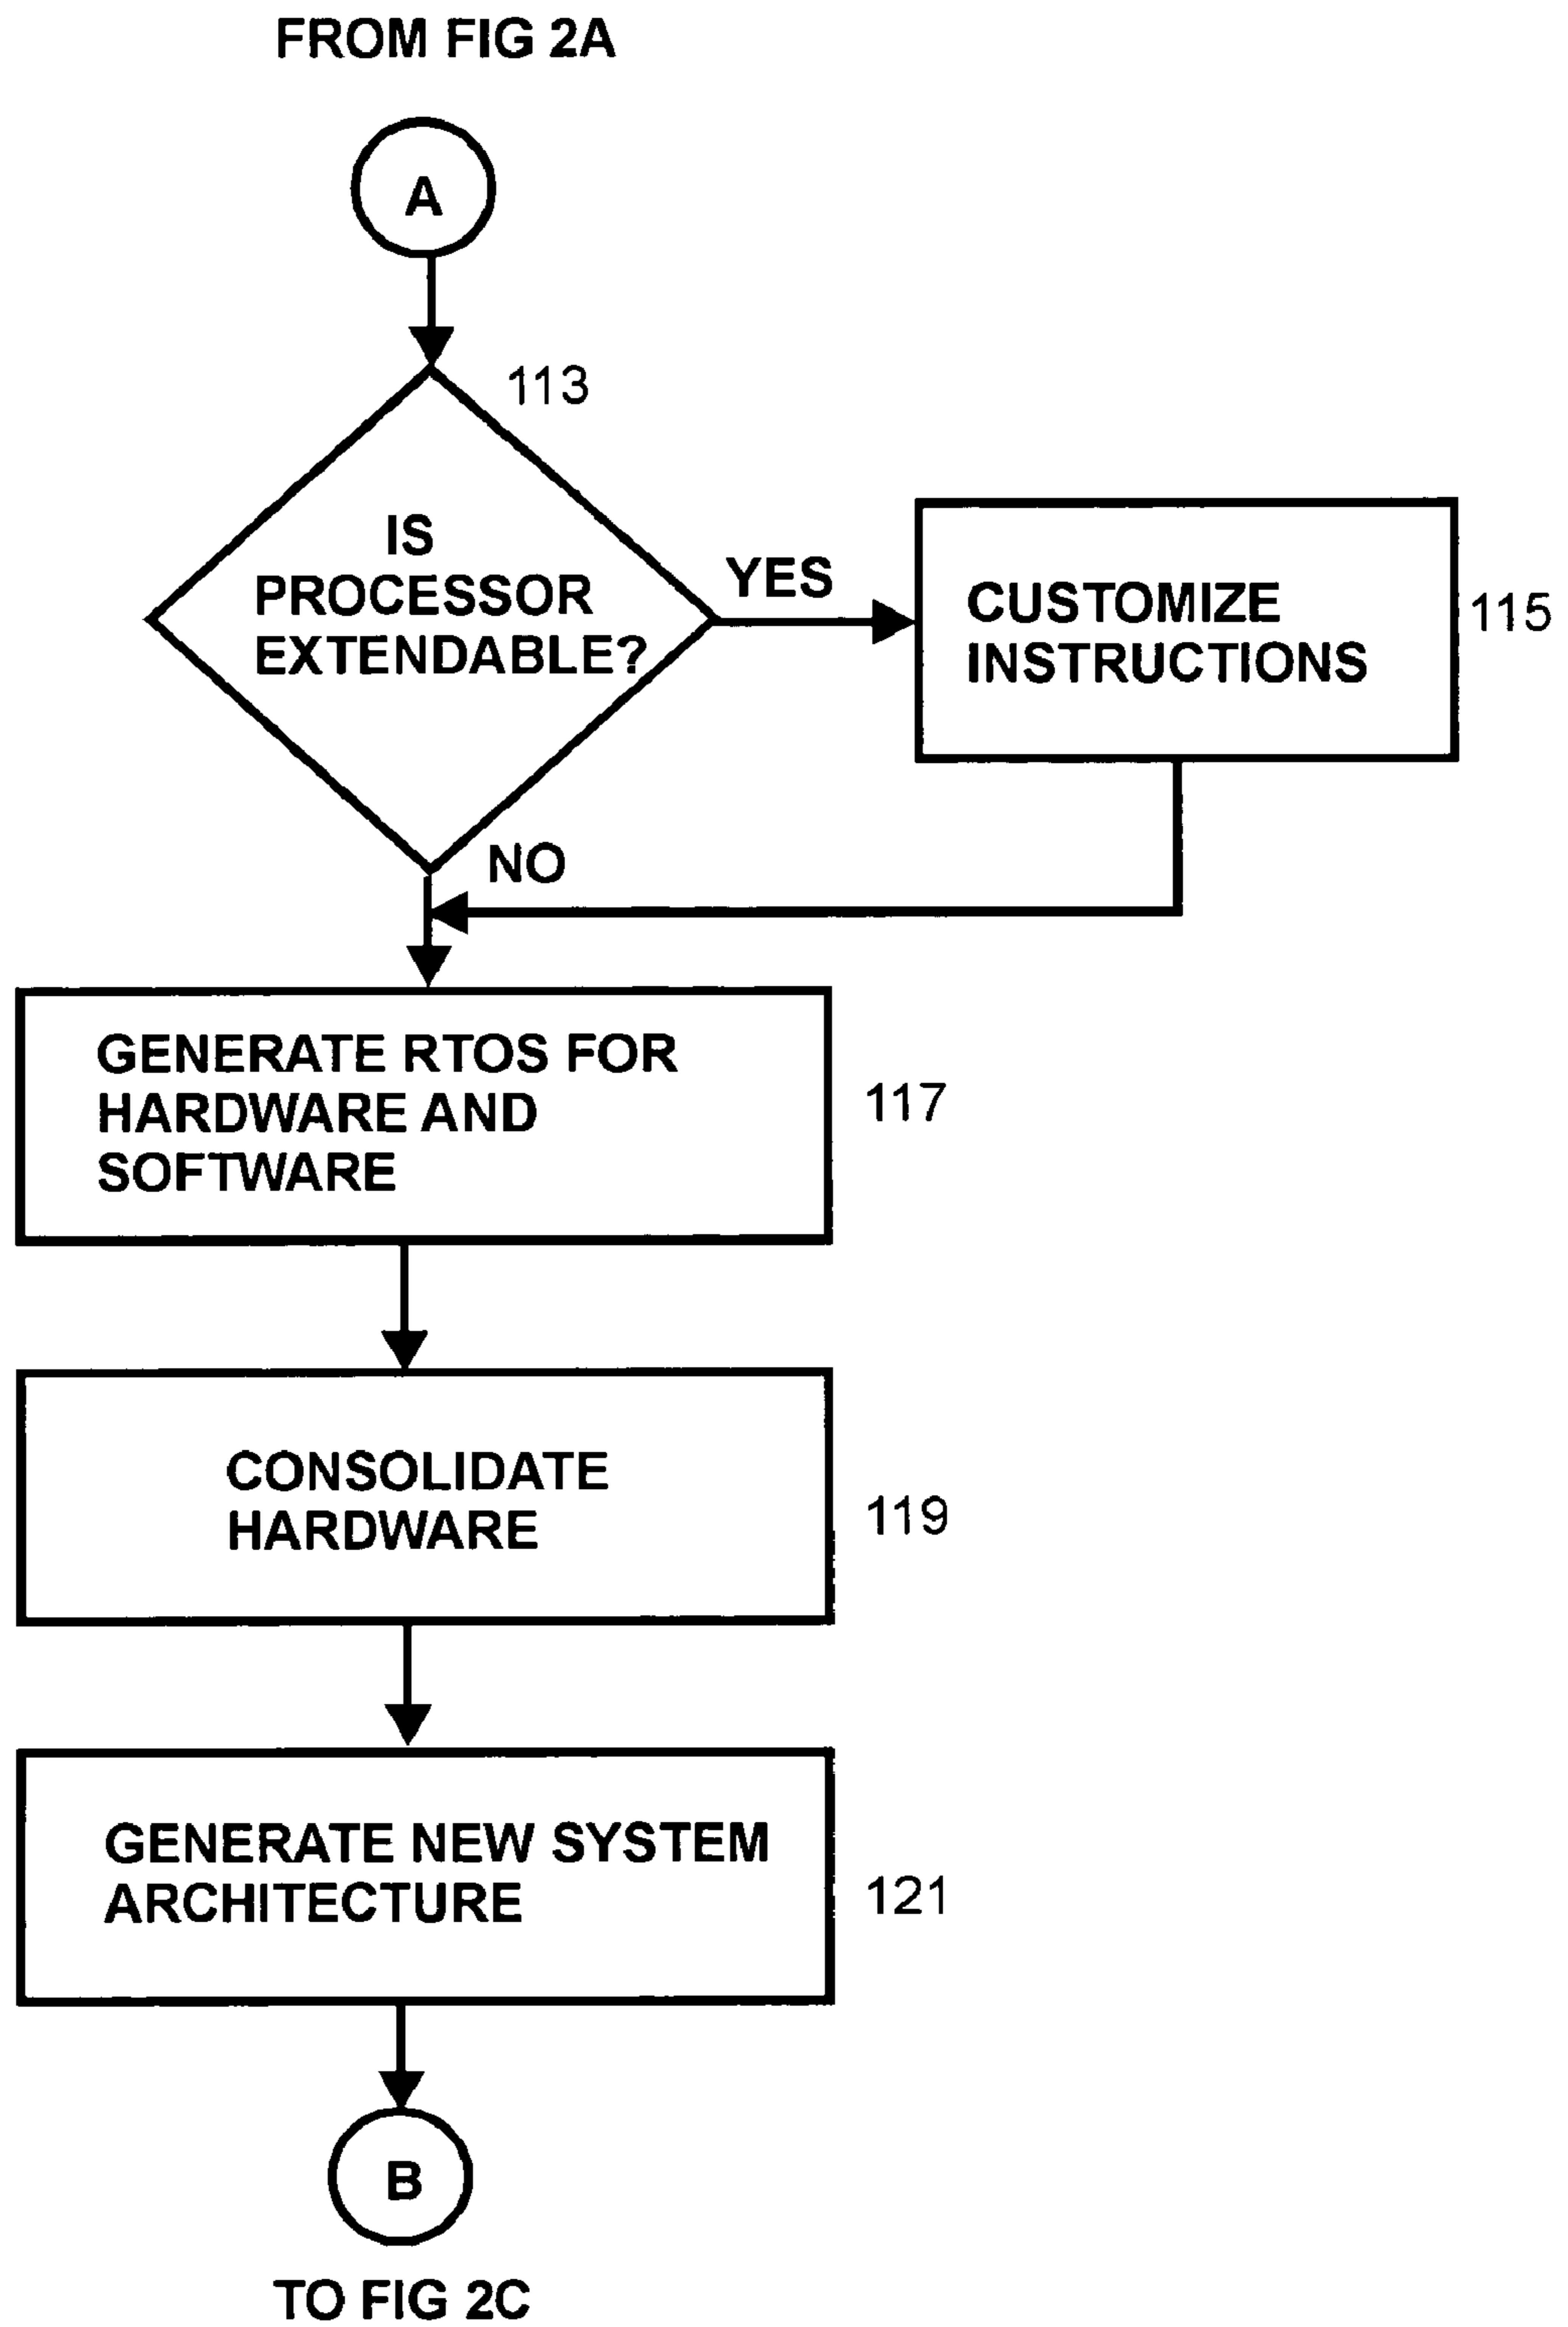 FROM FIG 2A
A
113
IS
PROCESSOR
EXTENDABLE?
YES
CUSTOMIZE
INSTRUCTIONS
115
NO
GENERATE RTOS FOR
HARDWARE AND
SOFTWARE
117
CONSOLIDATE
HARDWARE
119
GENERATE NEW SYSTEM
ARCHITECTURE
121
B
TO FIG 2C